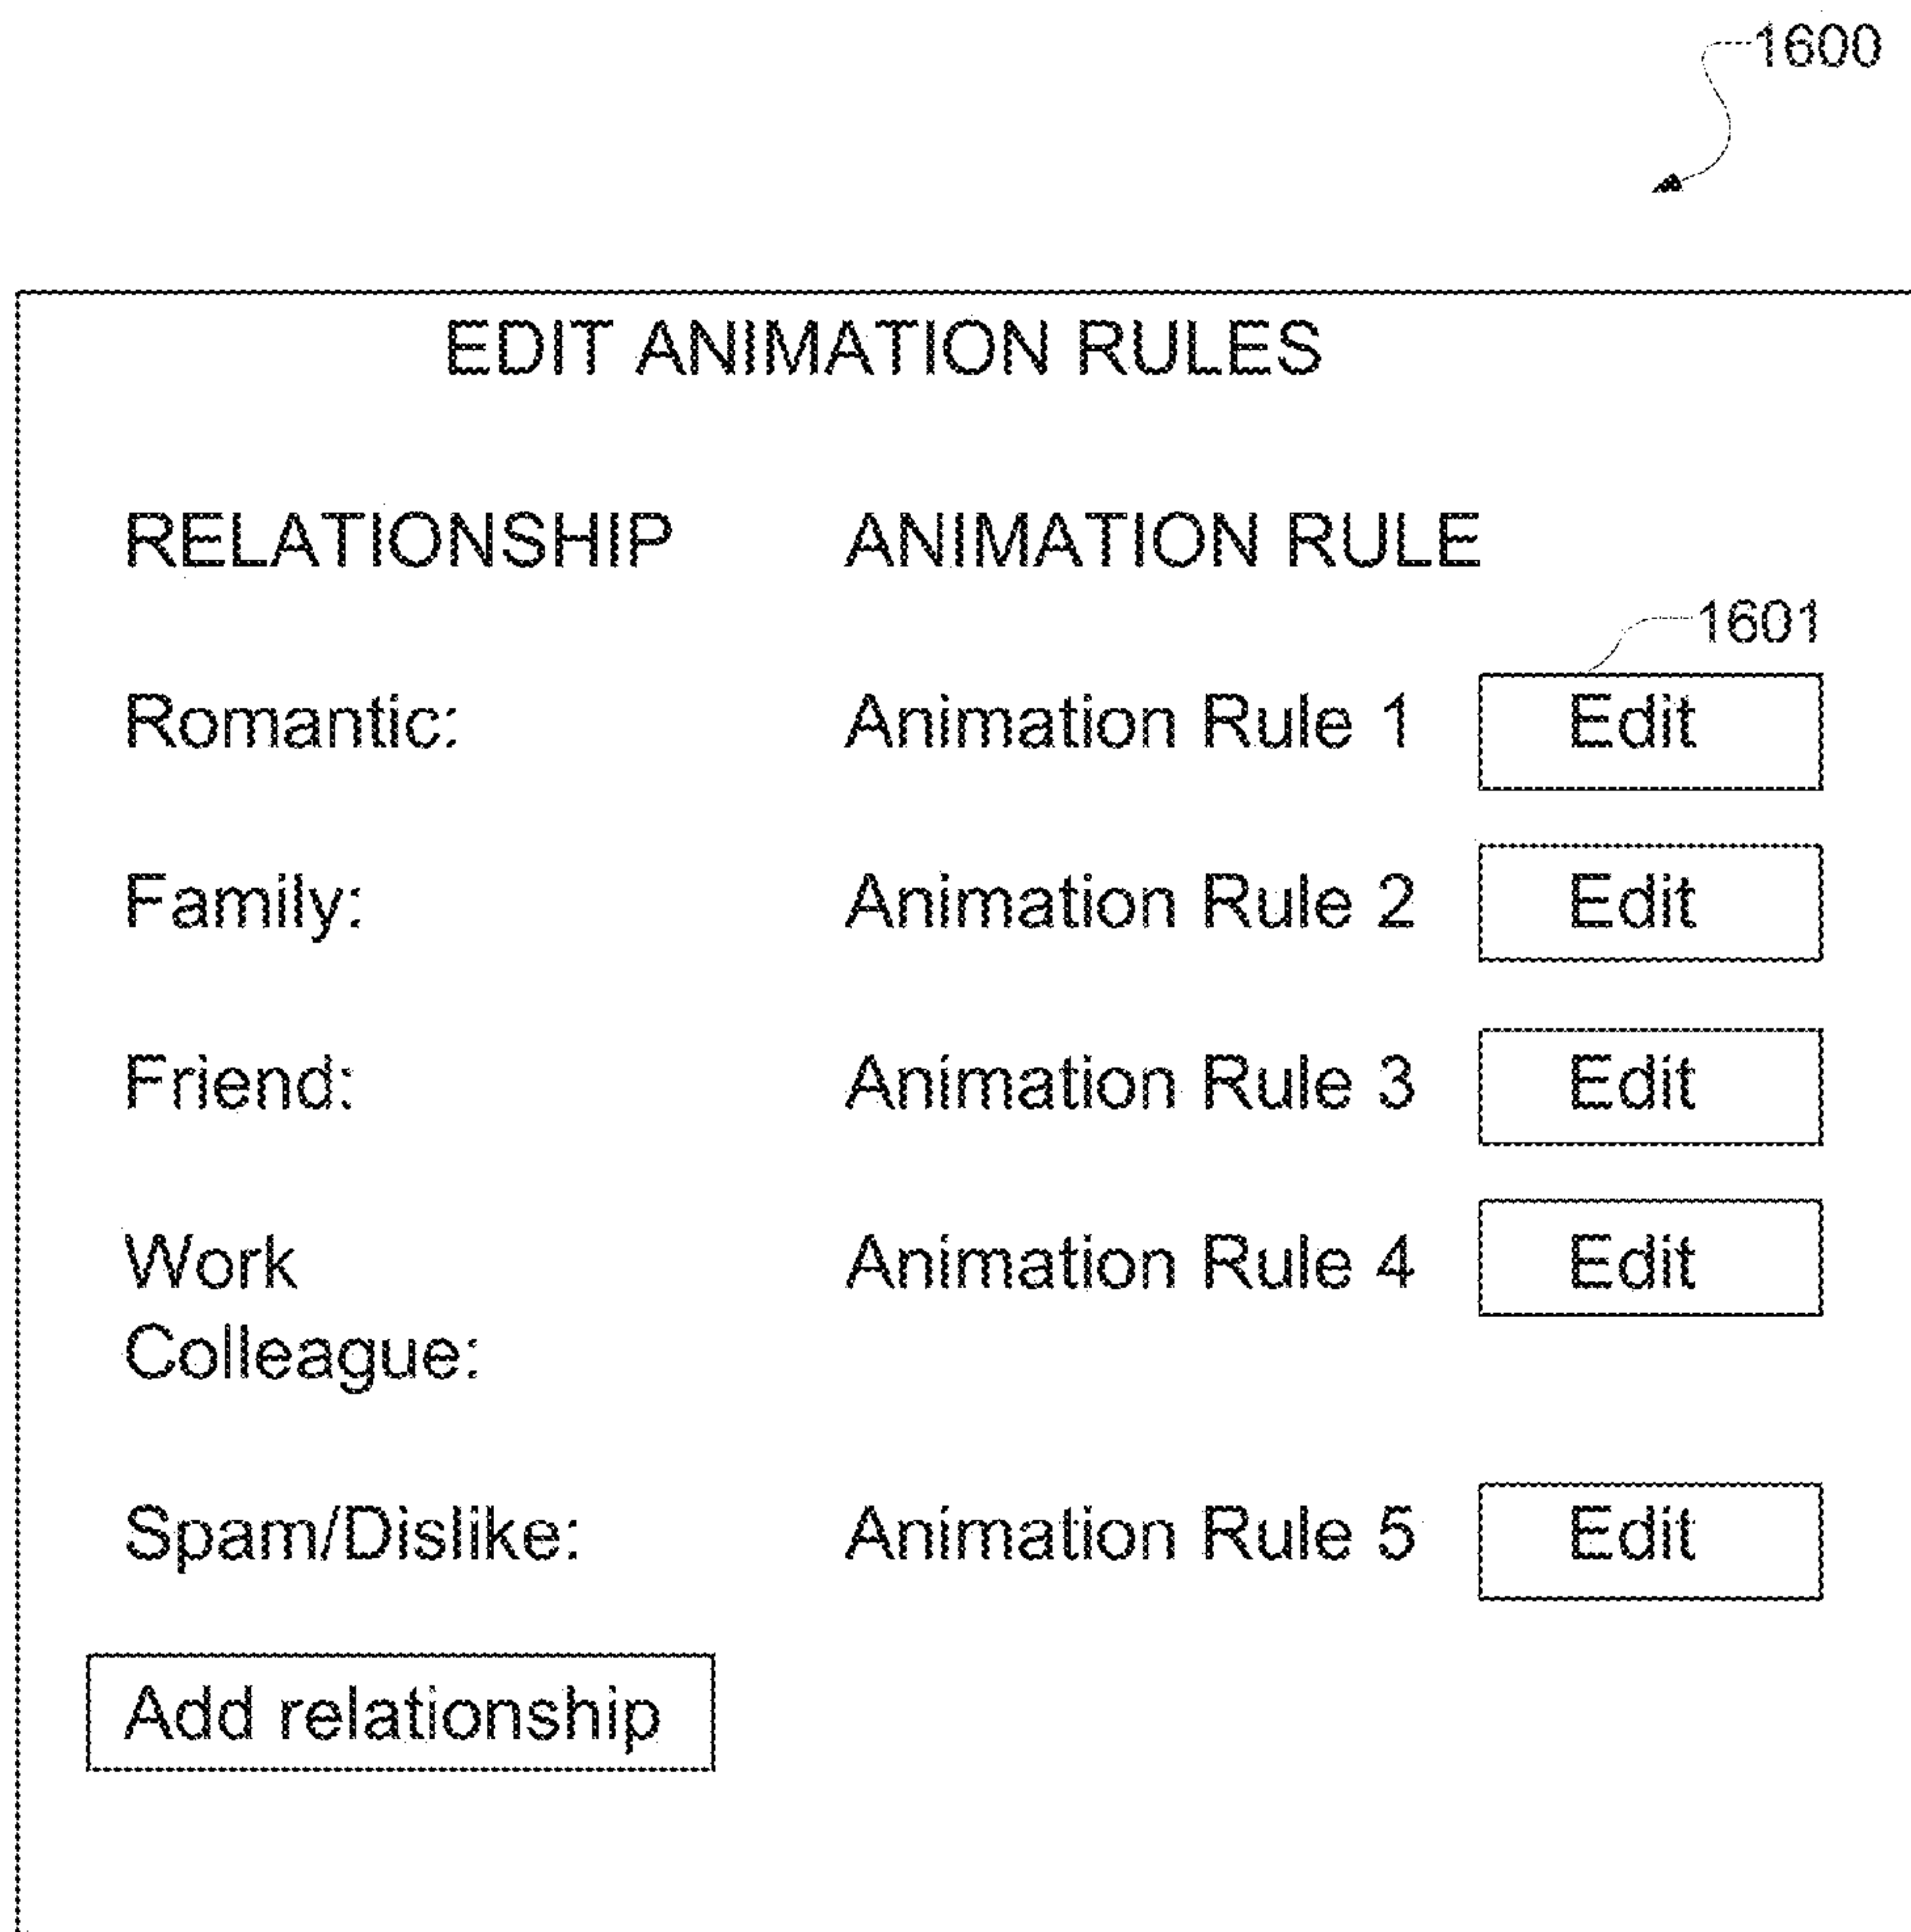 1600
EDIT ANIMATION RULES
RELATIONSHIP ANIMATION RULE
1601
Romantic: Animation Rule 1 Edit
Family: Animation Rule 2 Edit
Friend: Animation Rule 3 Edit
Work Animation Rule 4 Edit
Colleague:
Spam/Dislike: Animation Rule 5 Edit
Add relationship